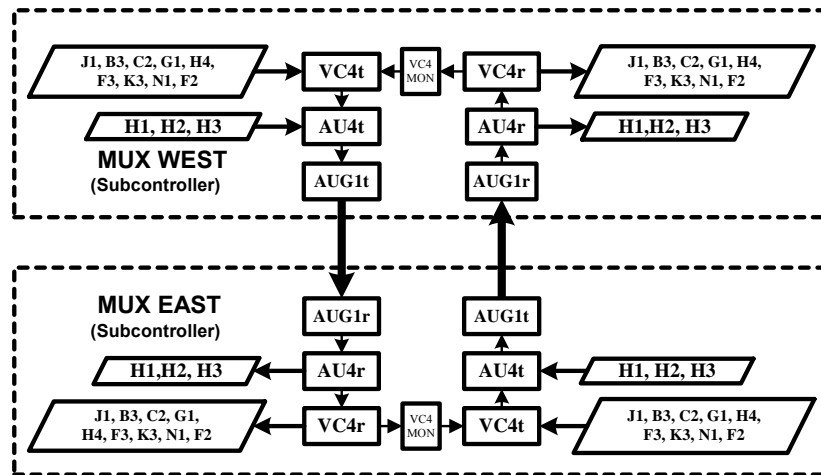 J1, B3, C2, G1, H4,
F3, K3, N1, F2
VC4t
VC4
MON
VC4r
J1, B3, C2, G1, H4,
F3, K3, N1, F2
H1, H2, H3
AU4t
AU4r
H1,H2, H3
MUX WEST
(Subcontroller)
AUG1t
AUG1r
MUX EAST
(Subcontroller)
AUG1r
AUG1t
H1,H2, H3
AU4r
AU4t
H1, H2, H3
J1, B3, C2, G1,
H4, F3, K3, N1, F2
VC4r
VC4
MON
VC4t
J1, B3, C2, G1, H4,
F3, K3, N1, F2